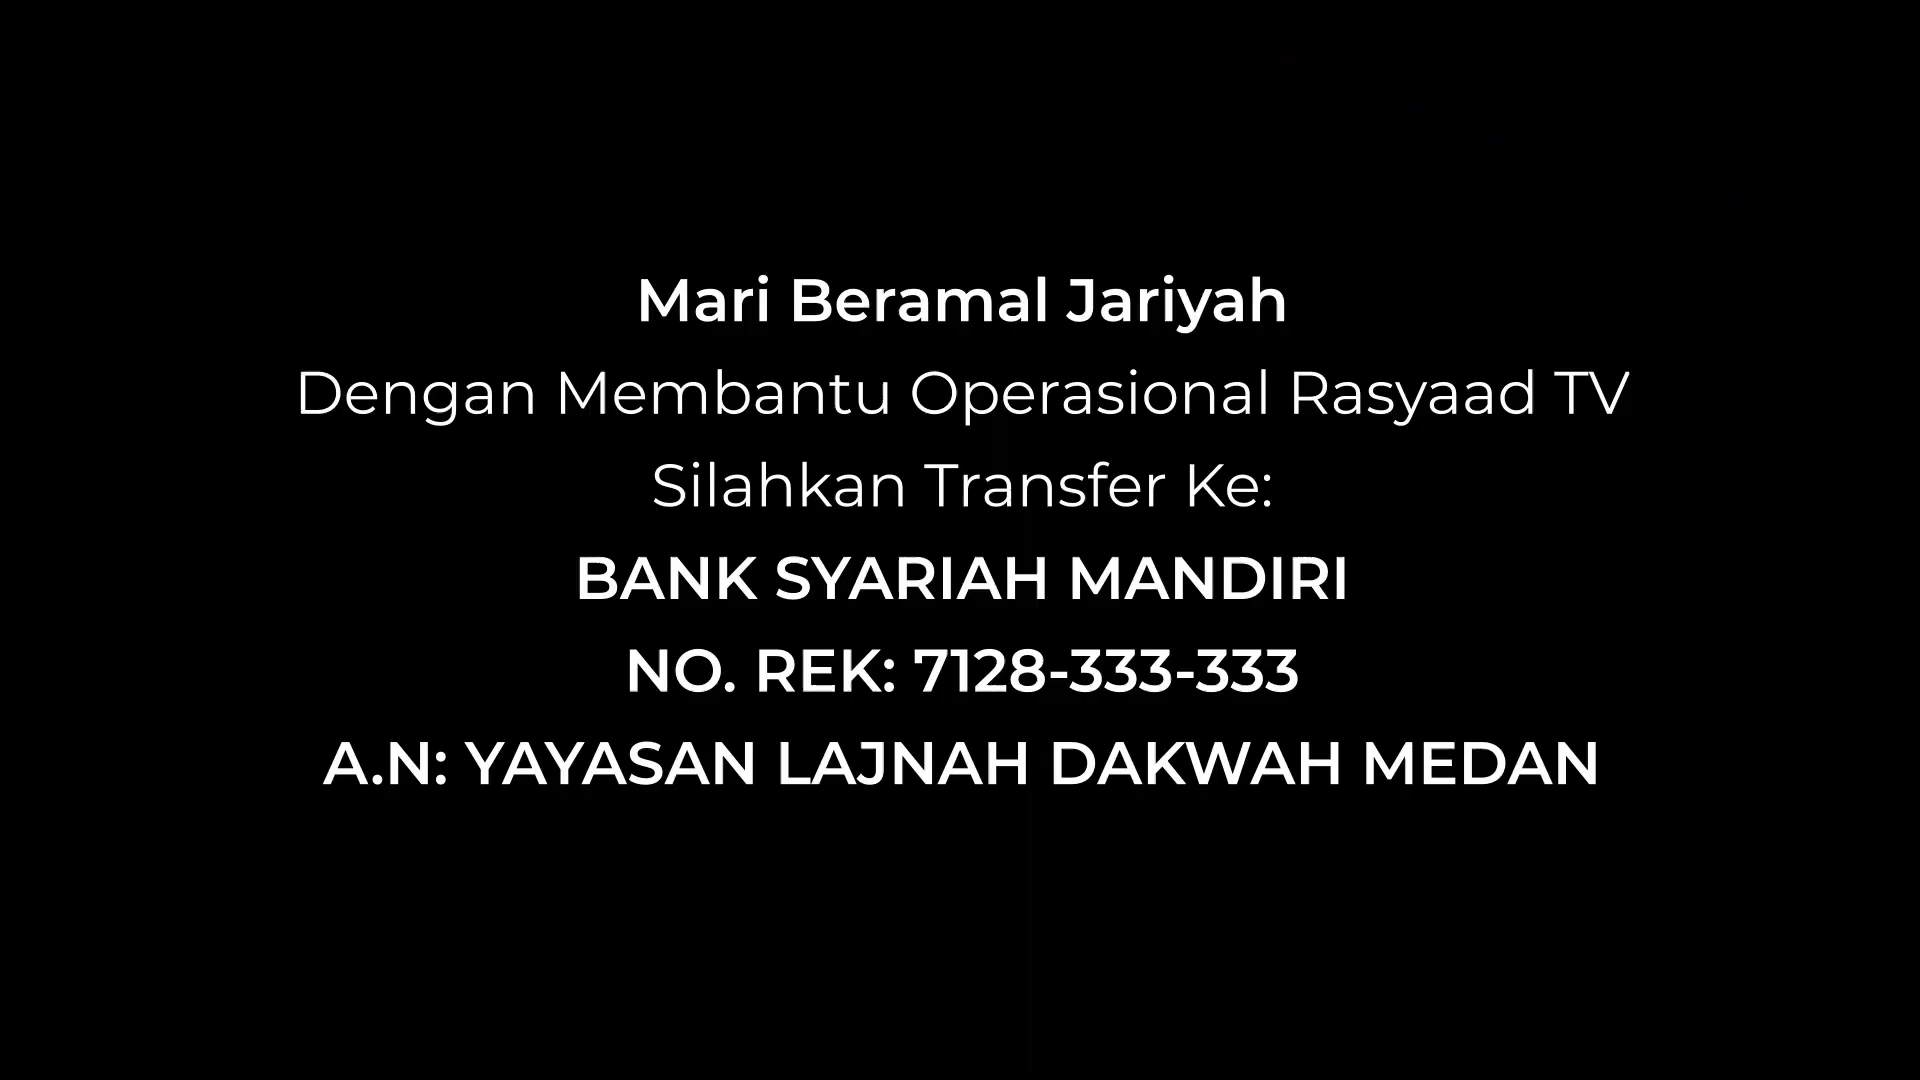 Mari Beramal Jariyah
Dengan Membantu Operasional Rasyaad TV
Silahkan Transfer Ke:
BANK SYARIAH MANDIRI
NO. REK: 7128-333-333
A.N: YAYASAN LAJNAH DAKWAH MEDAN